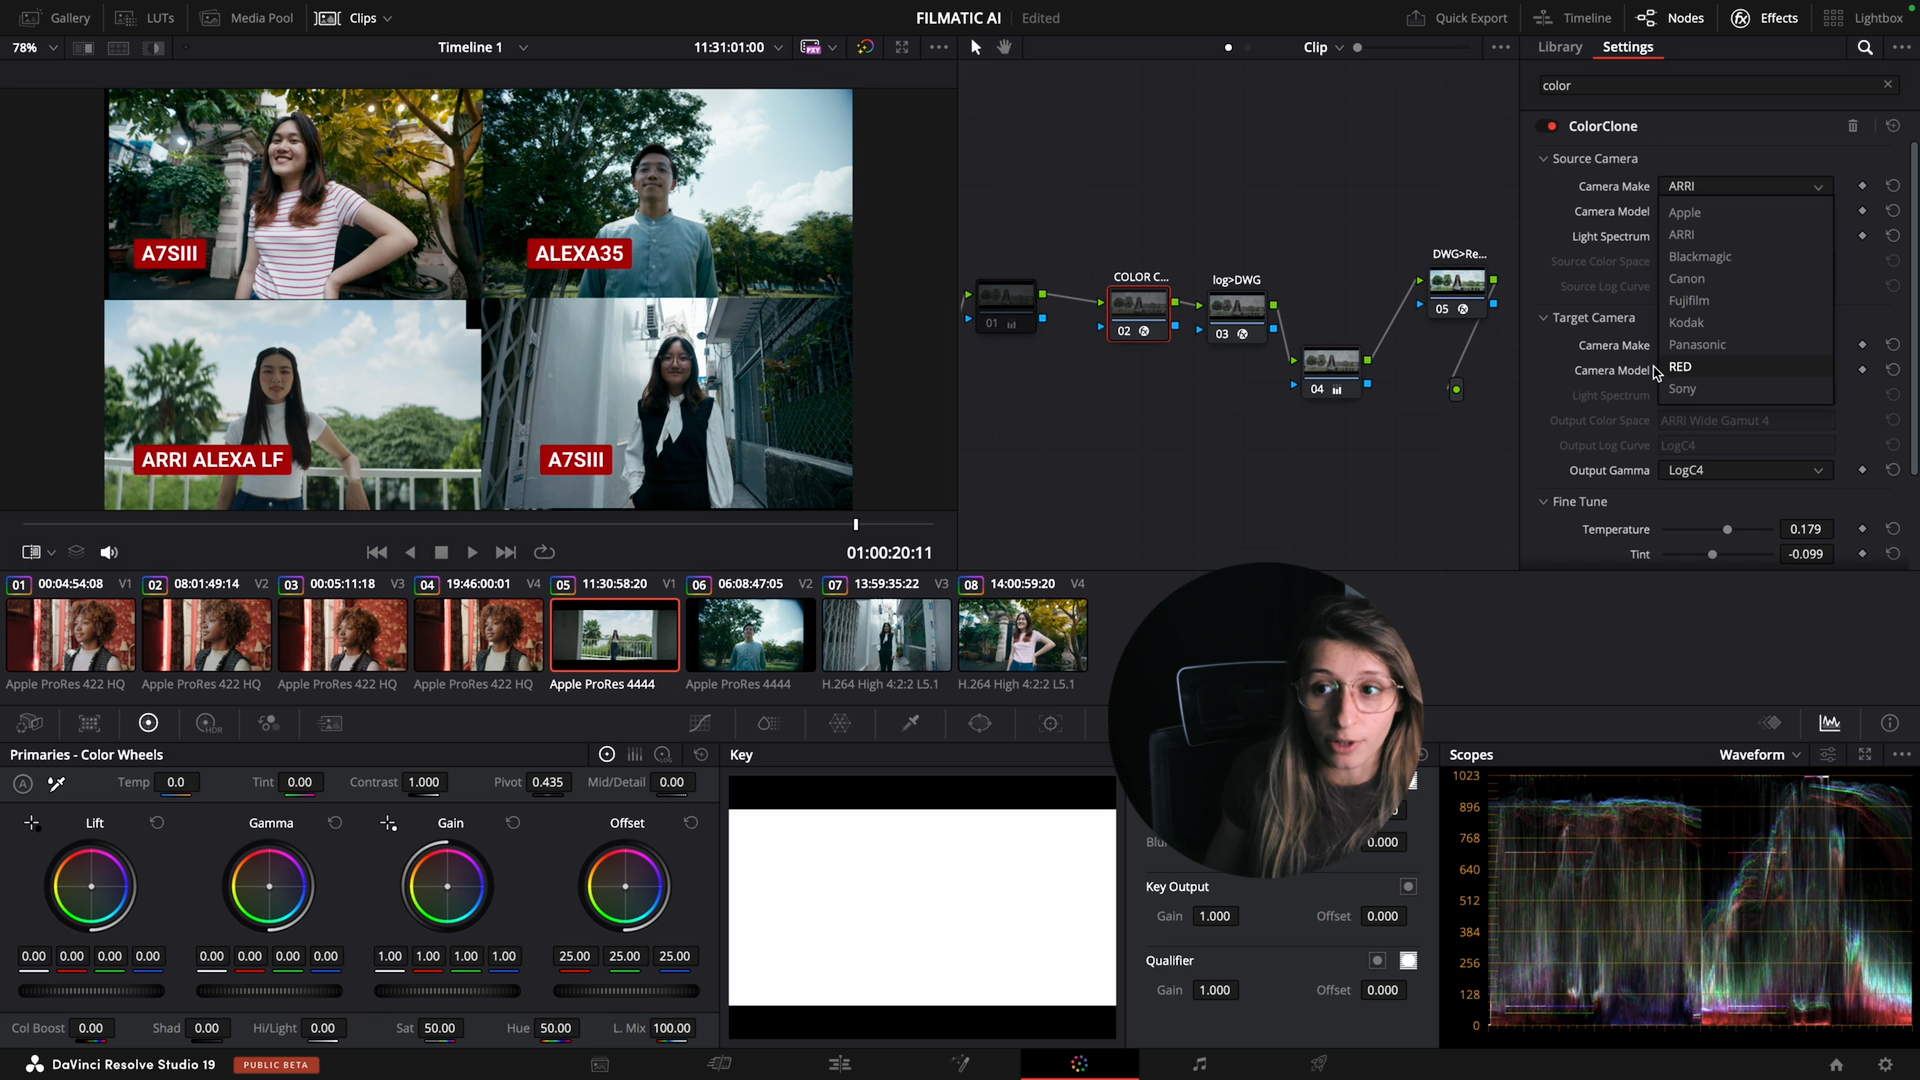 Gallery LUTs Media Pool Clips FILMATIC AI Edited Quick Export Timeline Nodes Effects Lightbox
78% Timeline 1 11:31:01:00 PXY Clip Library Settings
color
ColorClone
Source Camera
Camera Make ARRI
Camera Model
Light Spectrum
Source Color Space
Source Log Curve
Apple
ARRI
Blackmagic
Canon
Fujifilm
Kodak
Panasonic
RED
Sony
Target Camera
Camera Make
Camera Model
Light Spectrum
Output Color Space ARRI Wide Gamut 4
Output Log Curve LogC4
Output Gamma LogC4
Fine Tune
Temperature 0.179
Tint -0.099
A7SIII
ALEXA35
ARRI ALEXA LF
A7SIII
01
COLOR C...
02
log>DWG
03
04
DWG>Re...
05
01:00:20:11
01 00:04:54:08 V1 02 08:01:49:14 V2 03 00:05:11:18 V3 04 19:46:00:01 V4 05 11:30:58:20 V1 06 06:08:47:05 V2 07 13:59:35:22 V3 08 14:00:59:20 V4
Apple ProRes 422 HQ Apple ProRes 422 HQ Apple ProRes 422 HQ Apple ProRes 422 HQ Apple ProRes 4444 Apple ProRes 4444 H.264 High 4:2:2 L5.1 H.264 High 4:2:2 L5.1
HDR
Primaries - Color Wheels
LOG
A Temp 0.0 Tint 0.00 Contrast 1.000 Pivot 0.435 Mid/Detail 0.00
Lift Gamma Gain Offset
0.00 0.00 0.00 0.00 0.00 0.00 0.00 0.00 1.00 1.00 1.00 1.00 25.00 25.00 25.00
Col Boost 0.00 Shad 0.00 Hi/Light 0.00 Sat 50.00 Hue 50.00 L. Mix 100.00
Key
0.000
Key Output
Gain 1.000 Offset 0.000
Qualifier
Gain 1.000 Offset 0.000
Scopes Waveform
1023
896
768
640
512
384
256
128
0
DaVinci Resolve Studio 19 PUBLIC BETA